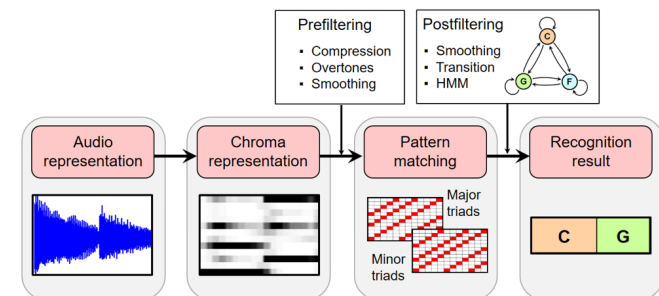 Prefiltering
▪ Compression
▪ Overtones
▪ Smoothing
Postfiltering
▪ Smoothing
▪ Transition
▪ HMM
C
G
F
Audio
representation
Chroma
representation
Pattern
matching
Recognition
result
Major
triads
Minor
triads
C
G